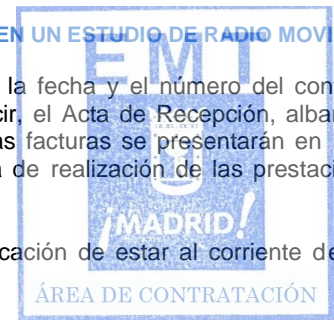 EN UN ESTUDIO DE RADIO MOVI
EMT
la fecha y el número del con
cir, el Acta de Recepción, albar
as facturas se presentarán en
a de realización de las prestaci
¡MADRID!
cación de estar al corriente de
ÁREA DE CONTRATACIÓN